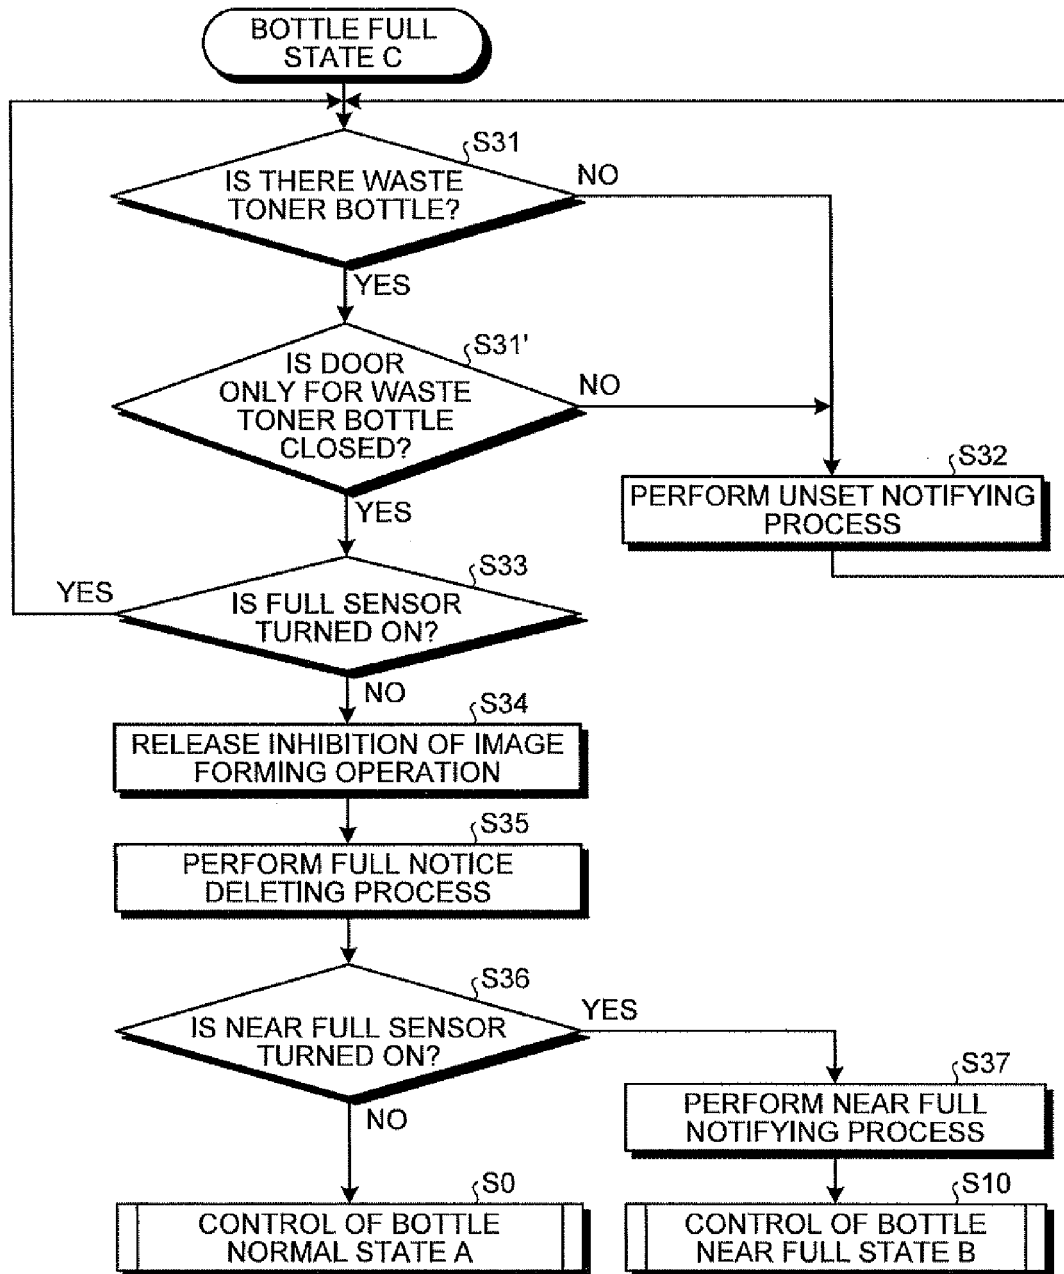 BOTTLE FULL
STATE C
S31
IS THERE WASTE
TONER BOTTLE?
NO
YES
S31'
IS DOOR
ONLY FOR WASTE
TONER BOTTLE
CLOSED?
NO
YES
S32
PERFORM UNSET NOTIFYING
PROCESS
S33
YES
IS FULL SENSOR
TURNED ON?
NO
S34
RELEASE INHIBITION OF IMAGE
FORMING OPERATION
S35
PERFORM FULL NOTICE
DELETING PROCESS
S36
IS NEAR FULL SENSOR
TURNED ON?
YES
NO
S37
PERFORM NEAR FULL
NOTIFYING PROCESS
S0
CONTROL OF BOTTLE
NORMAL STATE A
S10
CONTROL OF BOTTLE
NEAR FULL STATE B